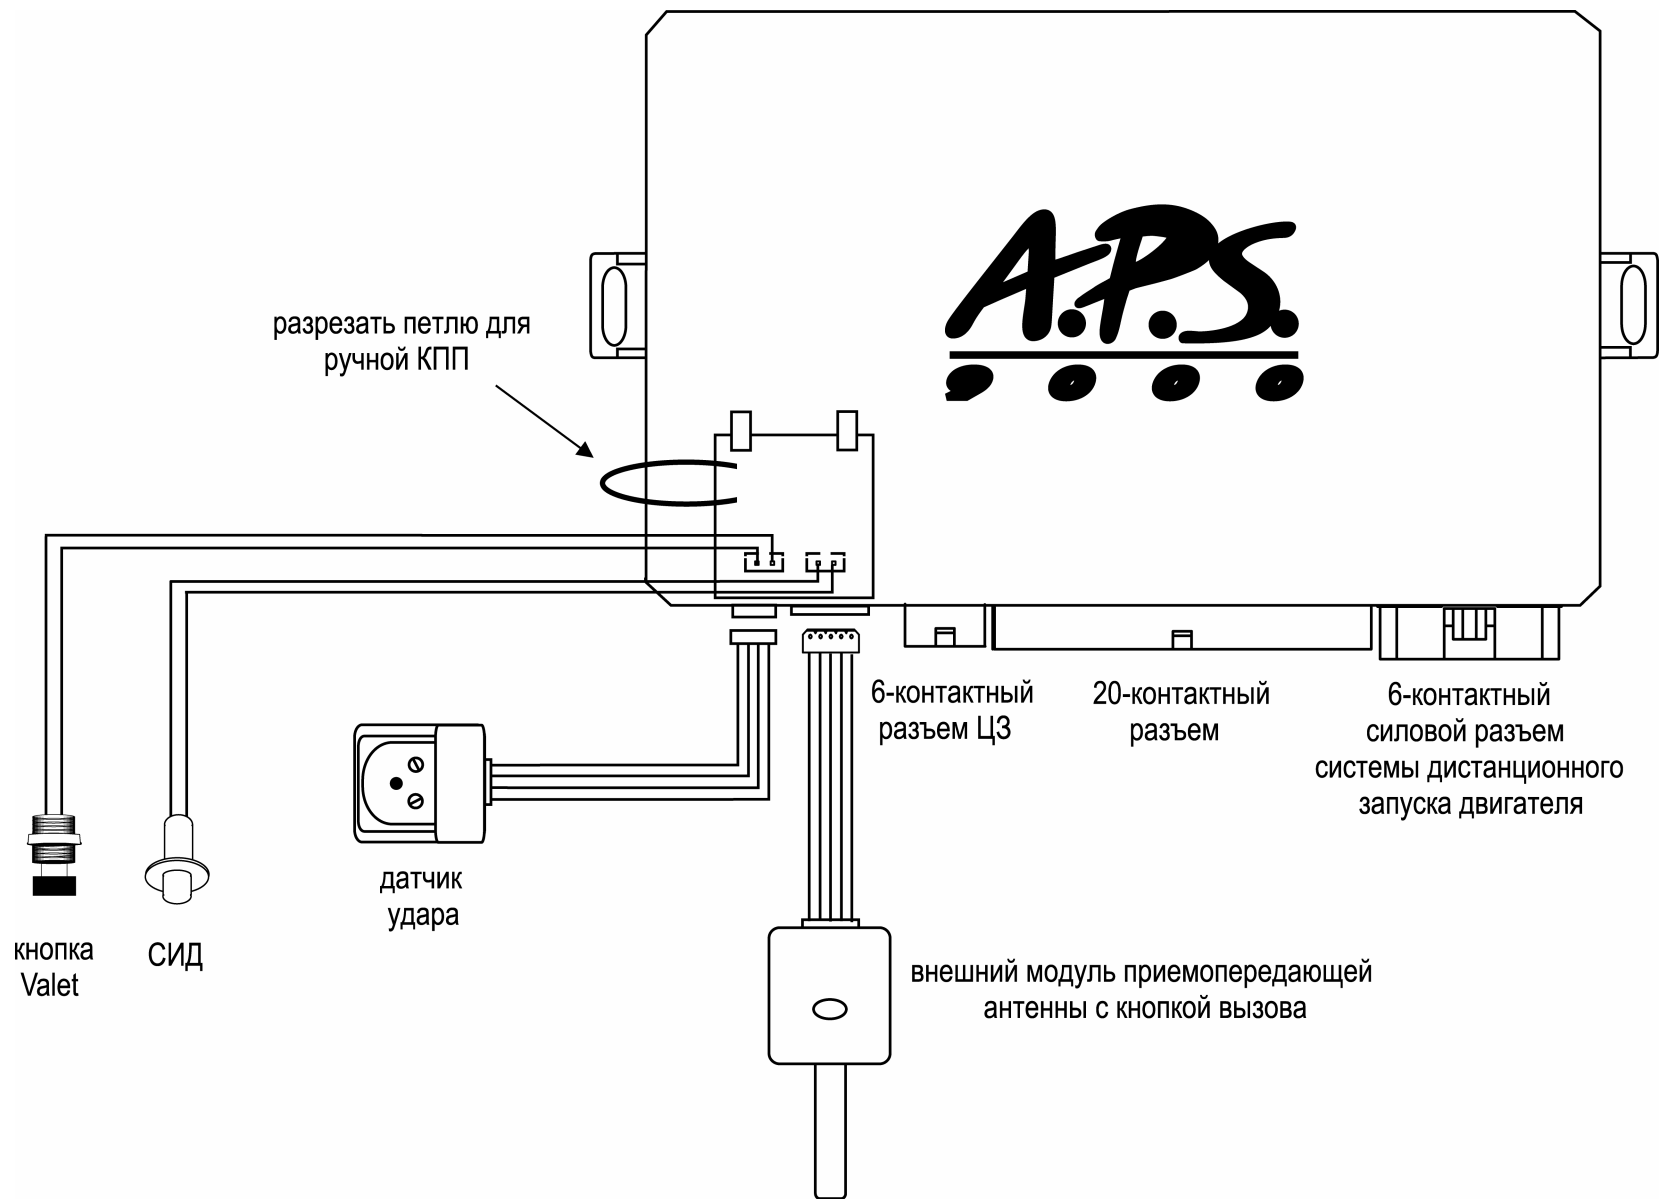 A.P.S.
9000
разрезать петлю для
ручной КПП
6-контактный
разъем ЦЗ
20-контактный
разъем
6-контактный
силовой разъем
системы дистанционного
запуска двигателя
датчик
удара
кнопка
Valet
СИД
внешний модуль приемопередающей
антенны с кнопкой вызова